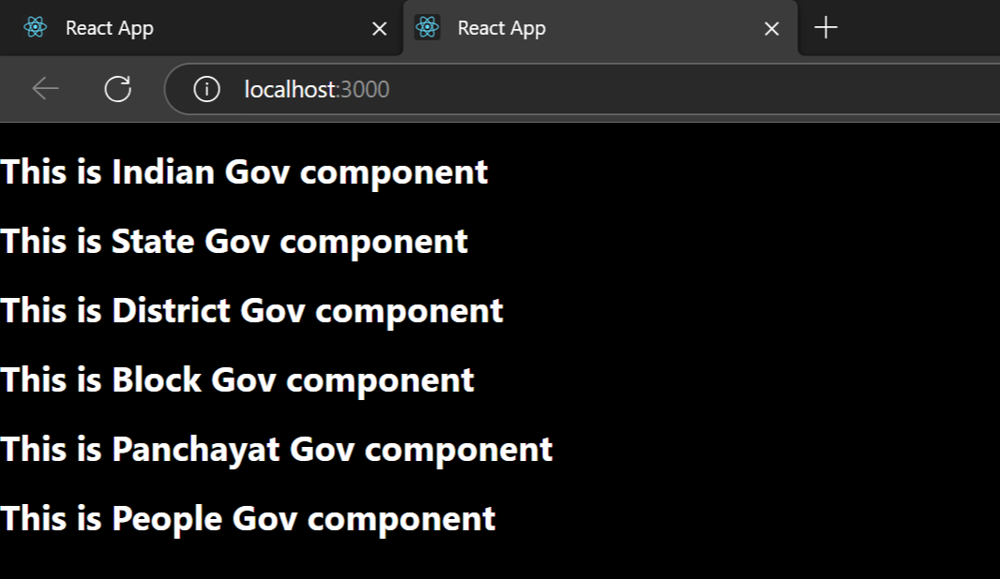 React App
React App
localhost:3000
This is Indian Gov component
This is State Gov component
This is District Gov component
This is Block Gov component
This is Panchayat Gov component
This is People Gov component